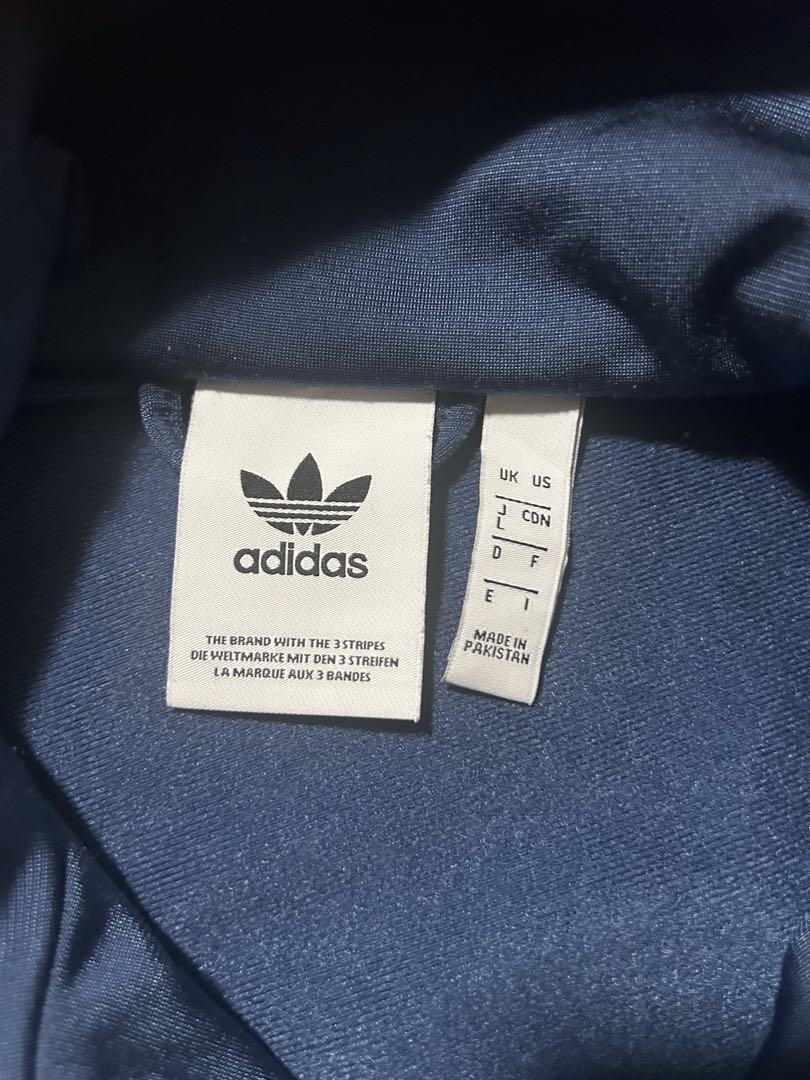 adidas
THE BRAND WITH THE 3 STRIPES
DIE WELTMARKE MIT DEN 3 STREIFEN
LA MARQUE AUX 3 BANDES
UK US
J CDN
L
D F
E I
MADE IN
PAKISTAN